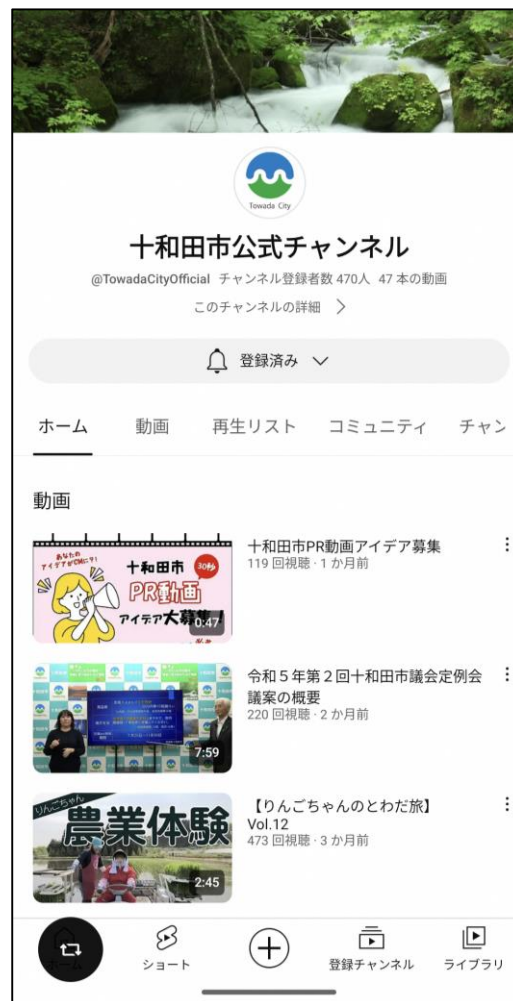 Towada City
十和田市公式チャンネル
@TowadaCityOfficial チャンネル登録者数 470人 47 本の動画
このチャンネルの詳細
登録済み
ホーム 動画 再生リスト コミュニティ チャン
動画
あなたの
アイデアがCMに?!
十和田市 30秒
PR動画
アイデア大募集!
0:47
十和田市PR動画アイデア募集
119 回視聴・1 か月前
7:59
令和5年第2回十和田市議会定例会
議案の概要
220 回視聴・2 か月前
りんごちゃんのとわだ旅
農業体験
2:45
【りんごちゃんのとわだ旅】
Vol.12
473 回視聴・3 か月前
ホーム ショート 登録チャンネル ライブラリ